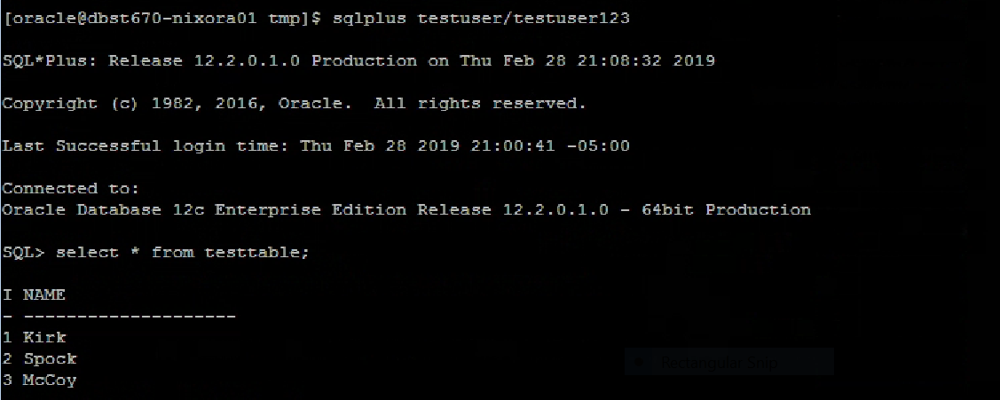 [oracle@dbst670-nixora01 tmp]$ sqlplus testuser/testuser123
SQL*Plus: Release 12.2.0.1.0 Production on Thu Feb 28 21:08:32 2019
Copyright (c) 1982, 2016, Oracle.  All rights reserved.
Last Successful login time: Thu Feb 28 2019 21:00:41 -05:00
Connected to:
Oracle Database 12c Enterprise Edition Release 12.2.0.1.0 - 64bit Production
SQL> select * from testtable;
I NAME
- --------------------
1 Kirk
2 Spock
3 McCoy
Rectangular Snip